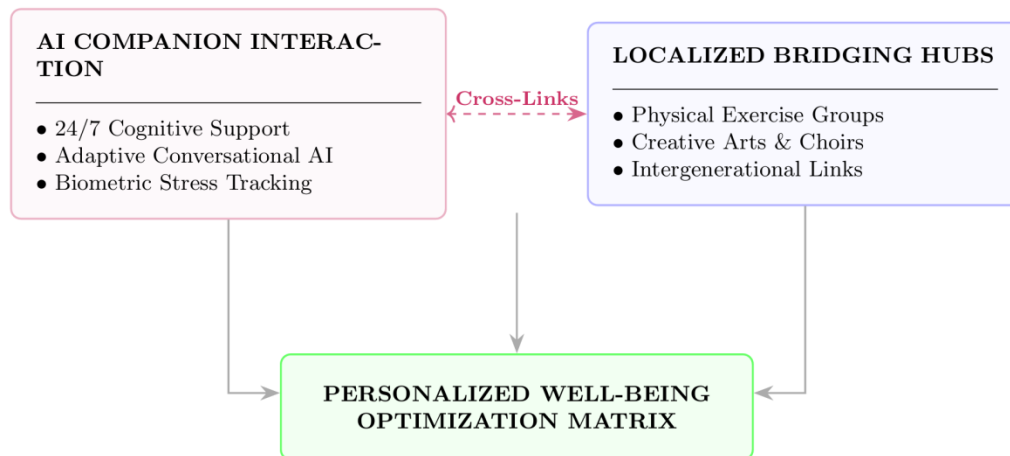 AI COMPANION INTERAC-
TION
• 24/7 Cognitive Support
• Adaptive Conversational AI
• Biometric Stress Tracking
Cross-Links
LOCALIZED BRIDGING HUBS
• Physical Exercise Groups
• Creative Arts & Choirs
• Intergenerational Links
PERSONALIZED WELL-BEING
OPTIMIZATION MATRIX